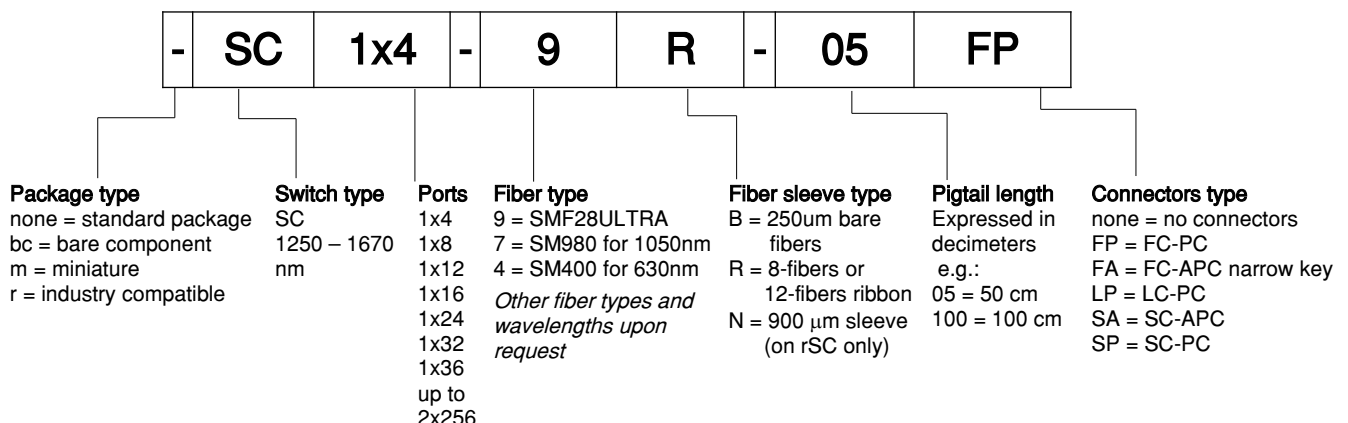 - SC 1x4 - 9 R - 05 FP
Package type
none = standard package
bc = bare component
m = miniature
r = industry compatible
Switch type
SC
1250 – 1670
nm
Ports
1x4
1x8
1x12
1x16
1x24
1x32
1x36
up to
2x256
Fiber type
9 = SMF28ULTRA
7 = SM980 for 1050nm
4 = SM400 for 630nm
Other fiber types and
wavelengths upon
request
Fiber sleeve type
B = 250um bare
fibers
R = 8-fibers or
12-fibers ribbon
N = 900 μm sleeve
(on rSC only)
Pigtail length
Expressed in
decimeters
e.g.:
05 = 50 cm
100 = 100 cm
Connectors type
none = no connectors
FP = FC-PC
FA = FC-APC narrow key
LP = LC-PC
SA = SC-APC
SP = SC-PC